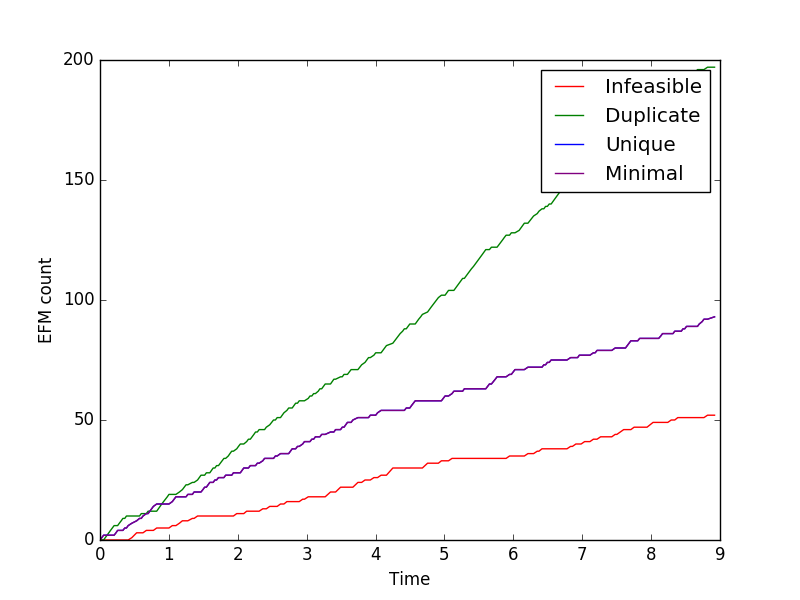 200
150
100
50
0
EFM count
0 1 2 3 4 5 6 7 8 9
Time
Infeasible
Duplicate
Unique
Minimal